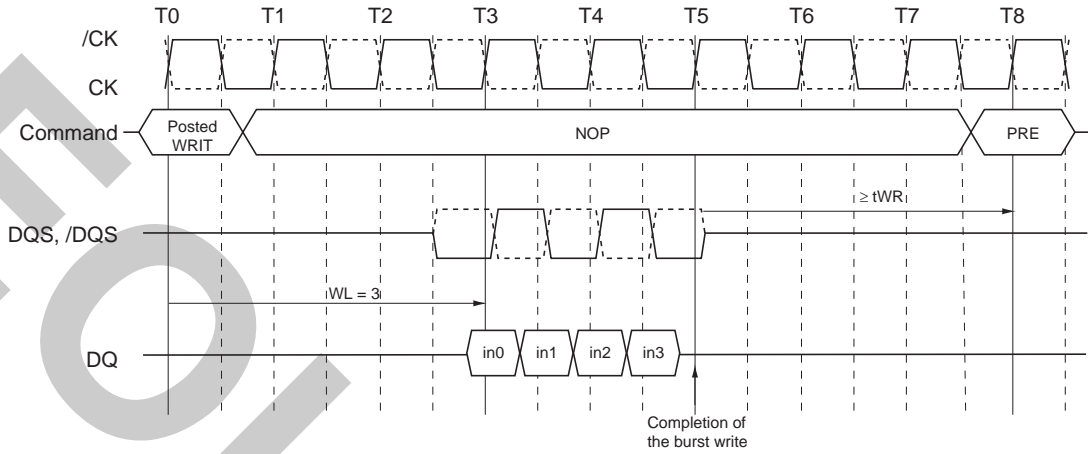 T0 T1 T2 T3 T4 T5 T6 T7 T8
/CK
CK
Command
Posted
WRIT
NOP
PRE
≥ tWR
DQS, /DQS
WL = 3
DQ
in0 in1 in2 in3
Completion of
the burst write